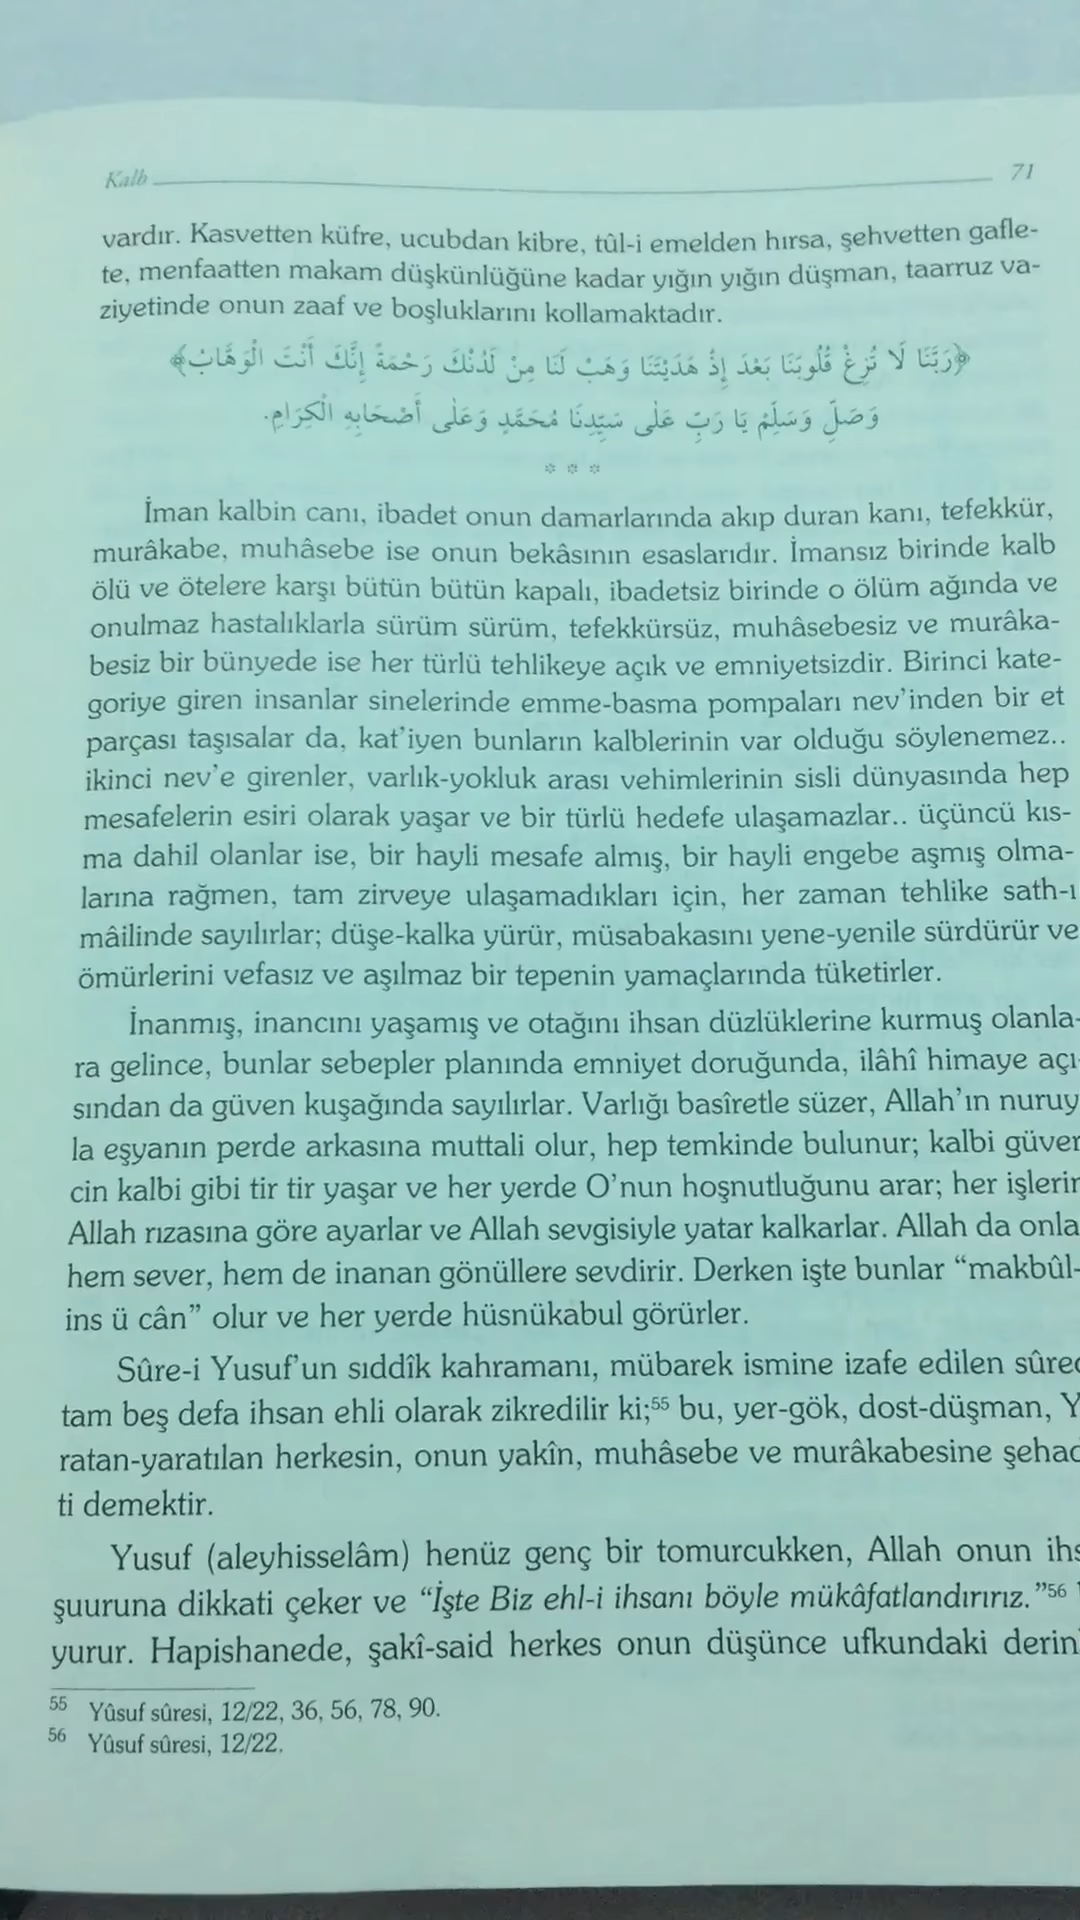 Kalb 71
vardır. Kasvetten küfre, ucubdan kibre, tûl-i emelden hırsa, şehvetten gafle-
te, menfaatten makam düşkünlüğüne kadar yığın yığın düşman, taarruz va-
ziyetinde onun zaaf ve boşluklarını kollamaktadır.
﴿رَبَّنَا لَا تُزِغْ قُلُوبَنَا بَعْدَ إِذْ هَدَيْتَنَا وَهَبْ لَنَا مِنْ لَدُنْكَ رَحْمَةً إِنَّكَ أَنْتَ الْوَهَّابُ﴾
وَصَلِّ وَسَلِّمْ يَا رَبِّ عَلٰى سَيِّدِنَا مُحَمَّدٍ وَعَلٰى أَصْحَابِهِ الْكِرَامِ.
* * *
İman kalbin canı, ibadet onun damarlarında akıp duran kanı, tefekkür,
murâkabe, muhâsebe ise onun bekâsının esaslarıdır. İmansız birinde kalb
ölü ve ötelere karşı bütün bütün kapalı, ibadetsiz birinde o ölüm ağında ve
onulmaz hastalıklarla sürüm sürüm, tefekkürsüz, muhâsebesiz ve murâka-
besiz bir bünyede ise her türlü tehlikeye açık ve emniyetsizdir. Birinci kate-
goriye giren insanlar sinelerinde emme-basma pompaları nev’inden bir et
parçası taşısalar da, kat’iyen bunların kalblerinin var olduğu söylenemez..
ikinci nev’e girenler, varlık-yokluk arası vehimlerinin sisli dünyasında hep
mesafelerin esiri olarak yaşar ve bir türlü hedefe ulaşamazlar.. üçüncü kıs-
ma dahil olanlar ise, bir hayli mesafe almış, bir hayli engebe aşmış olma-
larına rağmen, tam zirveye ulaşamadıkları için, her zaman tehlike sath-ı
mâilinde sayılırlar; düşe-kalka yürür, müsabakasını yene-yenile sürdürür ve
ömürlerini vefasız ve aşılmaz bir tepenin yamaçlarında tüketirler.
İnanmış, inancını yaşamış ve otağını ihsan düzlüklerine kurmuş olanla-
ra gelince, bunlar sebepler planında emniyet doruğunda, ilâhî himaye açı-
sından da güven kuşağında sayılırlar. Varlığı basîretle süzer, Allah’ın nuruy
la eşyanın perde arkasına muttali olur, hep temkinde bulunur; kalbi güver
cin kalbi gibi tir tir yaşar ve her yerde O’nun hoşnutluğunu arar; her işlerin
Allah rızasına göre ayarlar ve Allah sevgisiyle yatar kalkarlar. Allah da onla
hem sever, hem de inanan gönüllere sevdirir. Derken işte bunlar “makbûl-
ins ü cân” olur ve her yerde hüsnükabul görürler.
Sûre-i Yusuf’un sıddîk kahramanı, mübarek ismine izafe edilen sûrec
tam beş defa ihsan ehli olarak zikredilir ki;55 bu, yer-gök, dost-düşman, Y
ratan-yaratılan herkesin, onun yakîn, muhâsebe ve murâkabesine şehad
ti demektir.
Yusuf (aleyhisselâm) henüz genç bir tomurcukken, Allah onun ihs
şuuruna dikkati çeker ve “İşte Biz ehl-i ihsanı böyle mükâfatlandırırız.”56
yurur. Hapishanede, şakî-said herkes onun düşünce ufkundaki derin
55 Yûsuf sûresi, 12/22, 36, 56, 78, 90.
56 Yûsuf sûresi, 12/22.